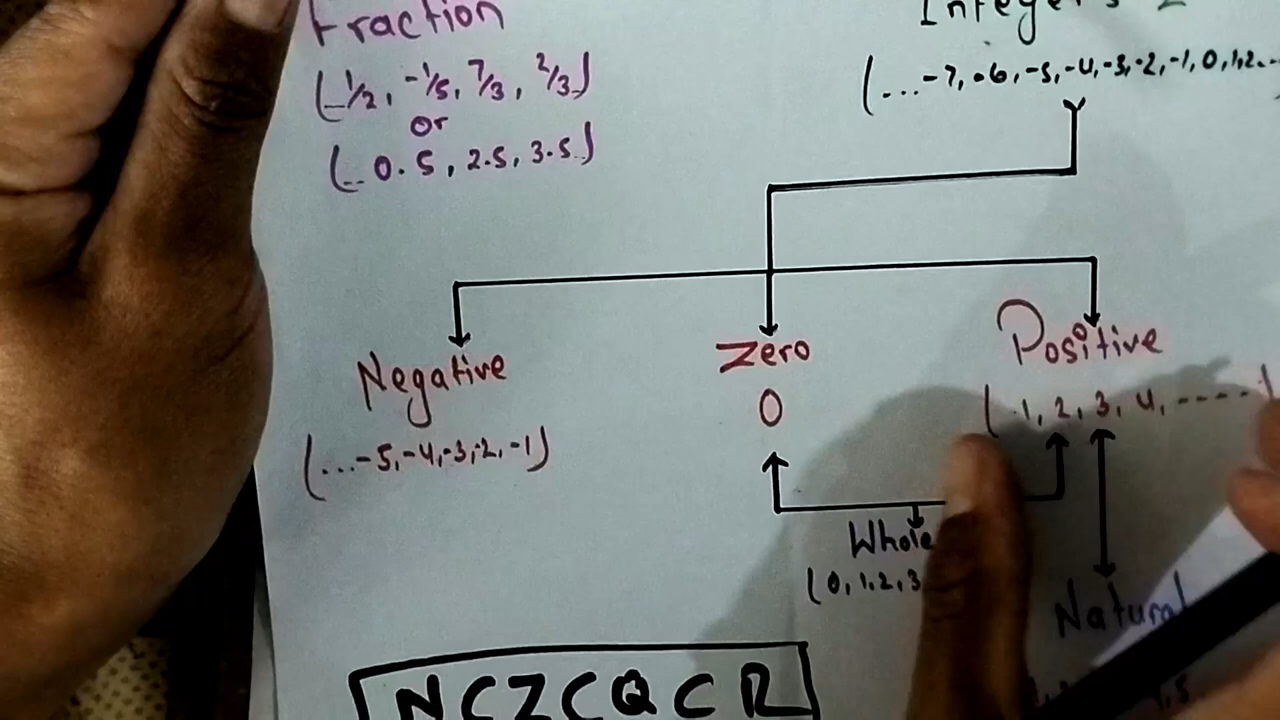 Fraction
(..1/2, -1/5, 7/3, 2/3..)
or
(.. 0.5, 2.5, 3.5..)
Integers Z
(...-7, -6, -5, -4, -3, -2, -1, 0, 1, 2...
Negative
(...-5, -4, -3, -2, -1)
Zero
0
Positive
(.1, 2, 3, 4, -----)
Whole
(0, 1, 2, 3
Natural
N⊂Z⊂Q⊂R